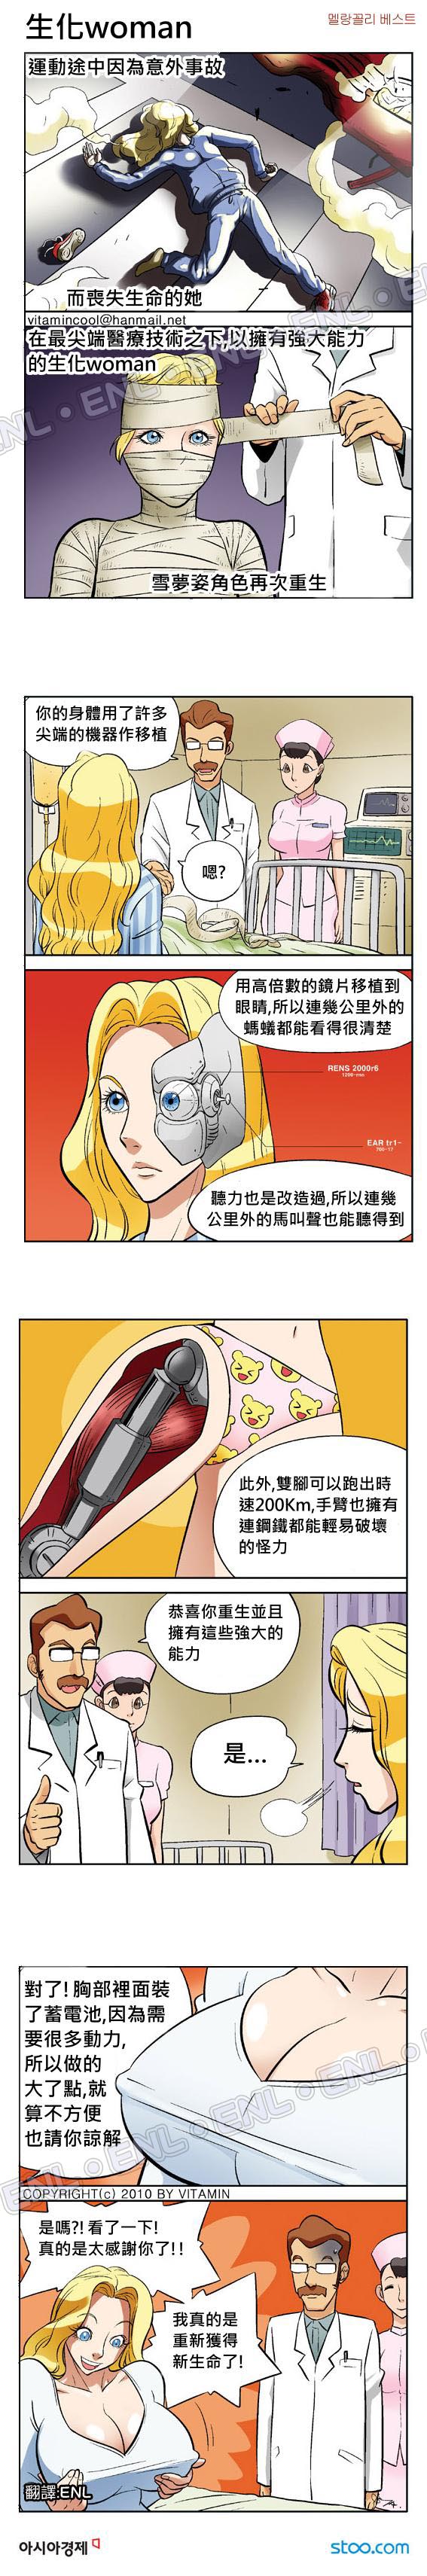 生化woman
멜랑꼴리 베스트
運動途中因為意外事故
而喪失生命的她
vitamincool@hanmail.net
在最尖端醫療技術之下,以擁有強大能力
的生化woman
雪夢姿角色再次重生
你的身體用了許多
尖端的機器作移植
嗯?
用高倍數的鏡片移植到
眼睛,所以連幾公里外的
螞蟻都能看得很清楚
RENS 2000r6
EAR tr1-
聽力也是改造過,所以連幾
公里外的馬叫聲也能聽得到
此外,雙腳可以跑出時
速200Km,手臂也擁有
連鋼鐵都能輕易破壞
的怪力
恭喜你重生並且
擁有這些強大的
能力
是...
對了! 胸部裡面裝
了蓄電池,因為需
要很多動力,
所以做的
大了點,就
算不方便
也請你諒解
ENL • ENL • ENL • ENL
COPYRIGHT(c) 2010 BY VITAMIN
是嗎?! 看了一下!
真的是太感謝你了!!
我真的是
重新獲得
新生命了!
翻譯:ENL
아시아경제
stoo.com